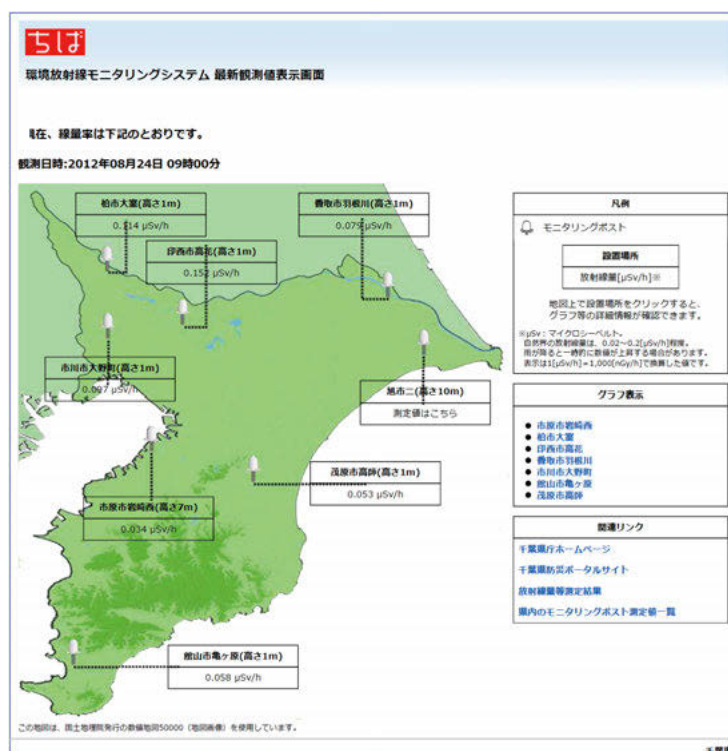 ちば
環境放射線モニタリングシステム 最新観測値表示画面
在、線量率は下記のとおりです。
観測日時:2012年08月24日 09時00分
柏市大室(高さ1m)
0.114 μSv/h
香取市羽根川(高さ1m)
0.079 μSv/h
印西市高花(高さ1m)
0.152 μSv/h
市川市大野町(高さ1m)
μSv/h
旭市二(高さ10m)
測定値はこちら
茂原市高師(高さ1m)
0.053 μSv/h
市原市岩崎西(高さ7m)
0.034 μSv/h
館山市亀ヶ原(高さ1m)
0.058 μSv/h
この地図は、国土地理院発行の数値地図50000（地図画像）を使用しています。
凡例
モニタリングポスト
設置場所
放射線量[μSv/h]※
地図上で設置場所をクリックすると、
グラフ等の詳細情報が確認できます。
※μSv：マイクロシーベルト。
自然界の放射線量は、0.02～0.2[μSv/h]程度。
雨が降ると一時的に数値が上昇する場合があります。
表示は1[μSv/h]=1,000[nGy/h]で換算した値です。
グラフ表示
● 市原市岩崎西
● 柏市大室
● 印西市高花
● 香取市羽根川
● 市川市大野町
● 館山市亀ヶ原
● 茂原市高師
関連リンク
千葉県庁ホームページ
千葉県防災ポータルサイト
放射線量等測定結果
県内のモニタリングポスト測定値一覧